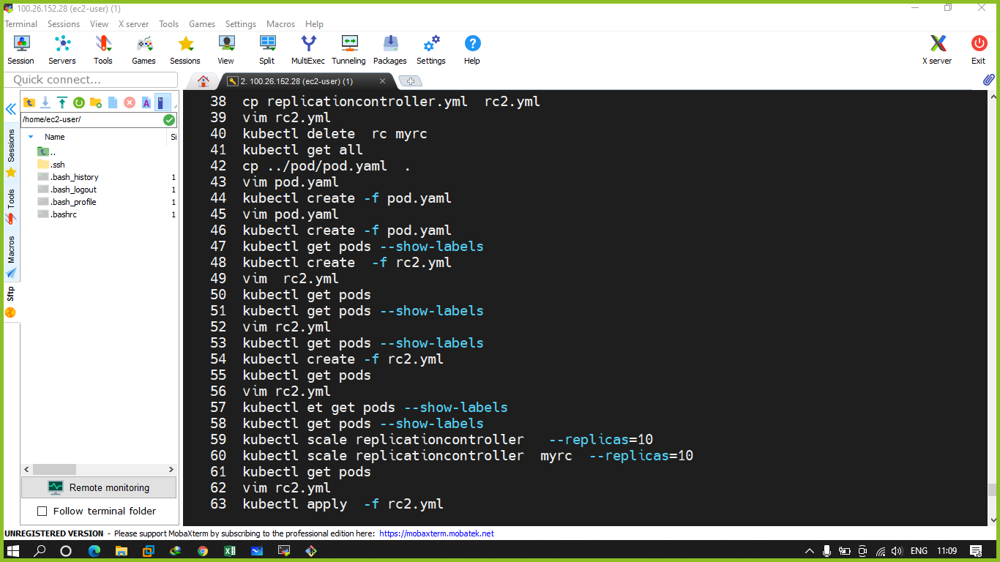 100.26.152.28 (ec2-user) (1)
Terminal Sessions View X server Tools Games Settings Macros Help
Session Servers Tools Games Sessions View Split MultiExec Tunneling Packages Settings Help X server Exit
Quick connect...
2. 100.26.152.28 (ec2-user) (1)
/home/ec2-user/
Name Si
..
.ssh
.bash_history 1
.bash_logout 1
.bash_profile 1
.bashrc 1
Sessions
Tools
Macros
Sftp
Remote monitoring
Follow terminal folder
38 cp replicationcontroller.yml  rc2.yml
39 vim rc2.yml
40 kubectl delete  rc myrc
41 kubectl get all
42 cp ../pod/pod.yaml  .
43 vim pod.yaml
44 kubectl create -f pod.yaml
45 vim pod.yaml
46 kubectl create -f pod.yaml
47 kubectl get pods --show-labels
48 kubectl create  -f rc2.yml
49 vim  rc2.yml
50 kubectl get pods
51 kubectl get pods --show-labels
52 vim rc2.yml
53 kubectl get pods --show-labels
54 kubectl create -f rc2.yml
55 kubectl get pods
56 vim rc2.yml
57 kubectl et get pods --show-labels
58 kubectl get pods --show-labels
59 kubectl scale replicationcontroller   --replicas=10
60 kubectl scale replicationcontroller  myrc  --replicas=10
61 kubectl get pods
62 vim rc2.yml
63 kubectl apply  -f rc2.yml
UNREGISTERED VERSION - Please support MobaXterm by subscribing to the professional edition here: https://mobaxterm.mobatek.net
ENG 11:09